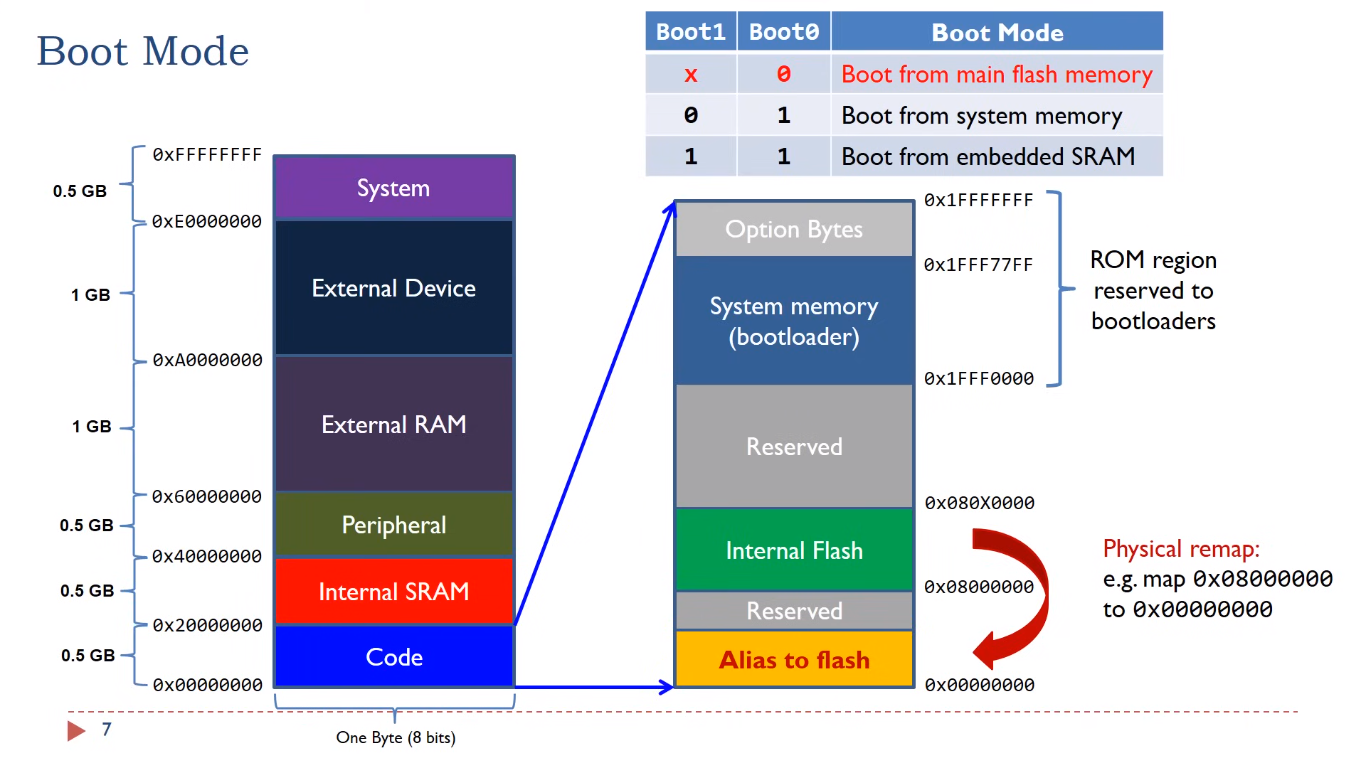 Boot Mode
Boot1 Boot0 Boot Mode
x 0 Boot from main flash memory
0 1 Boot from system memory
1 1 Boot from embedded SRAM
0xFFFFFFFF
System
0.5 GB
0xE0000000
External Device
1 GB
0xA0000000
External RAM
1 GB
0x60000000
Peripheral
0.5 GB
0x40000000
Internal SRAM
0.5 GB
0x20000000
Code
0.5 GB
0x00000000
One Byte (8 bits)
0x1FFFFFFF
Option Bytes
0x1FFF77FF
System memory
(bootloader)
0x1FFF0000
ROM region
reserved to
bootloaders
Reserved
0x080X0000
Internal Flash
0x08000000
Reserved
Alias to flash
0x00000000
Physical remap:
e.g. map 0x08000000
to 0x00000000
7